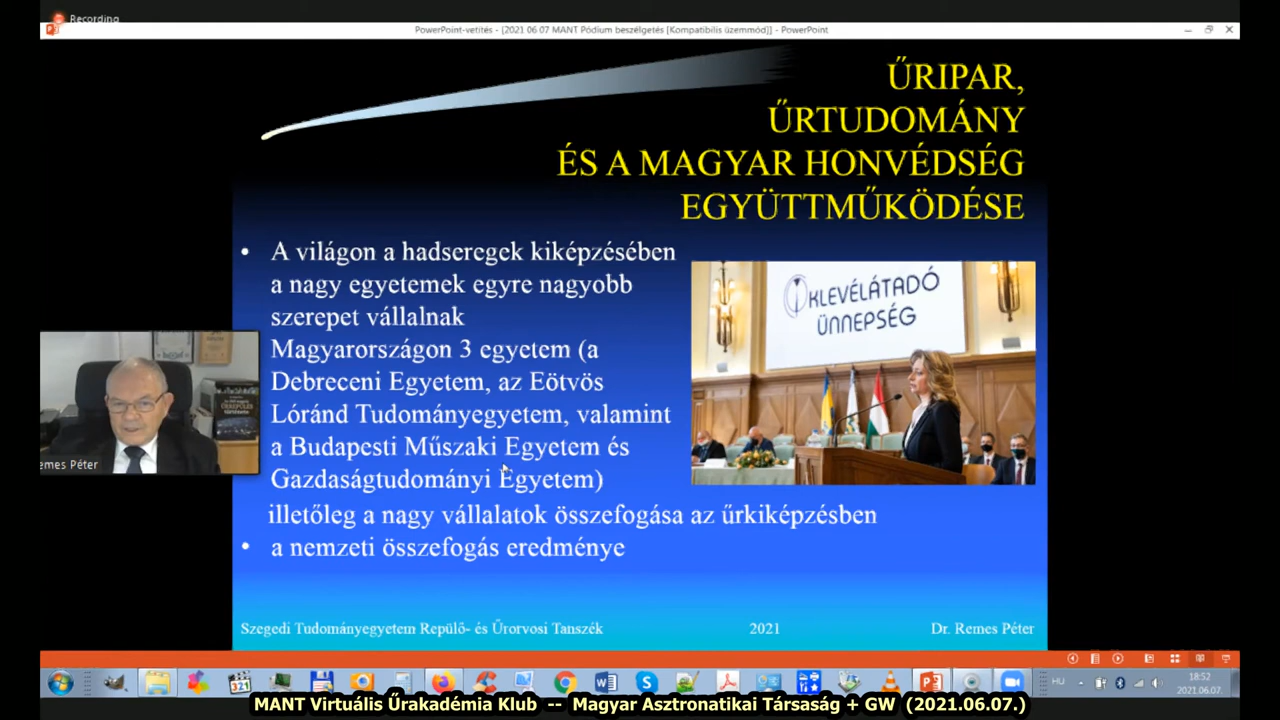 Recording
PowerPoint-vetítés - [2021 06 07 MANT Pódium beszélgetés [Kompatibilis üzemmód]] - PowerPoint
ŰRIPAR,
ŰRTUDOMÁNY
ÉS A MAGYAR HONVÉDSÉG
EGYÜTTMŰKÖDÉSE
• A világon a hadseregek kiképzésében
a nagy egyetemek egyre nagyobb
szerepet vállalnak
Magyarországon 3 egyetem (a
Debreceni Egyetem, az Eötvös
Lóránd Tudományegyetem, valamint
a Budapesti Műszaki Egyetem és
Gazdaságtudományi Egyetem)
illetőleg a nagy vállalatok összefogása az űrkiképzésben
• a nemzeti összefogás eredménye
KLEVÉLÁTADÓ
ÜNNEPSÉG
emes Péter
Szegedi Tudományegyetem Repülő- és Űrorvosi Tanszék
2021
Dr. Remes Péter
321
HU
18:52
2021.06.07.
MANT Virtuális Űrakadémia Klub -- Magyar Asztronatikai Társaság + GW (2021.06.07.)